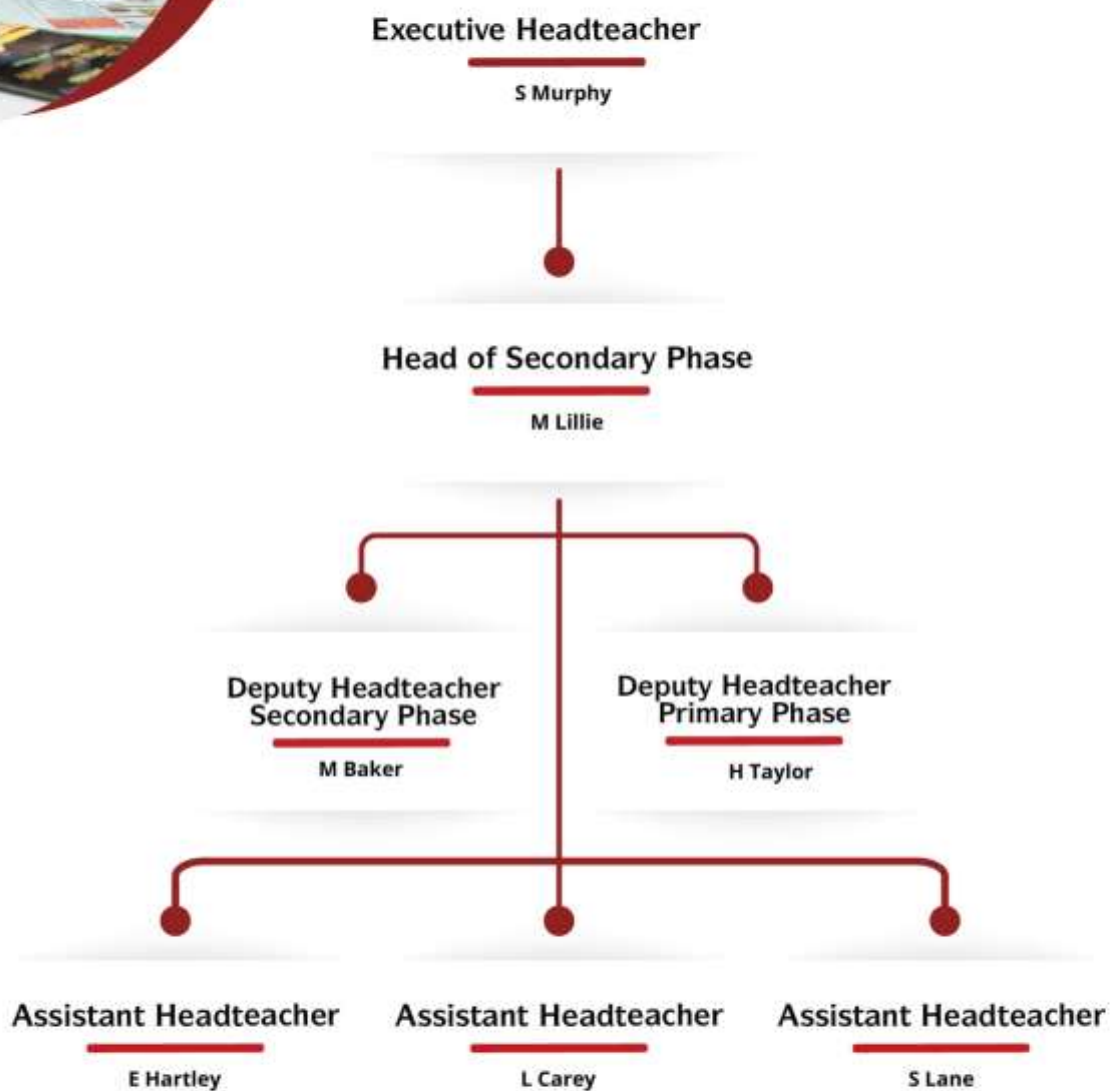 Executive Headteacher
S Murphy
Head of Secondary Phase
M Lillie
Deputy Headteacher
Secondary Phase
M Baker
Deputy Headteacher
Primary Phase
H Taylor
Assistant Headteacher
E Hartley
Assistant Headteacher
L Carey
Assistant Headteacher
S Lane